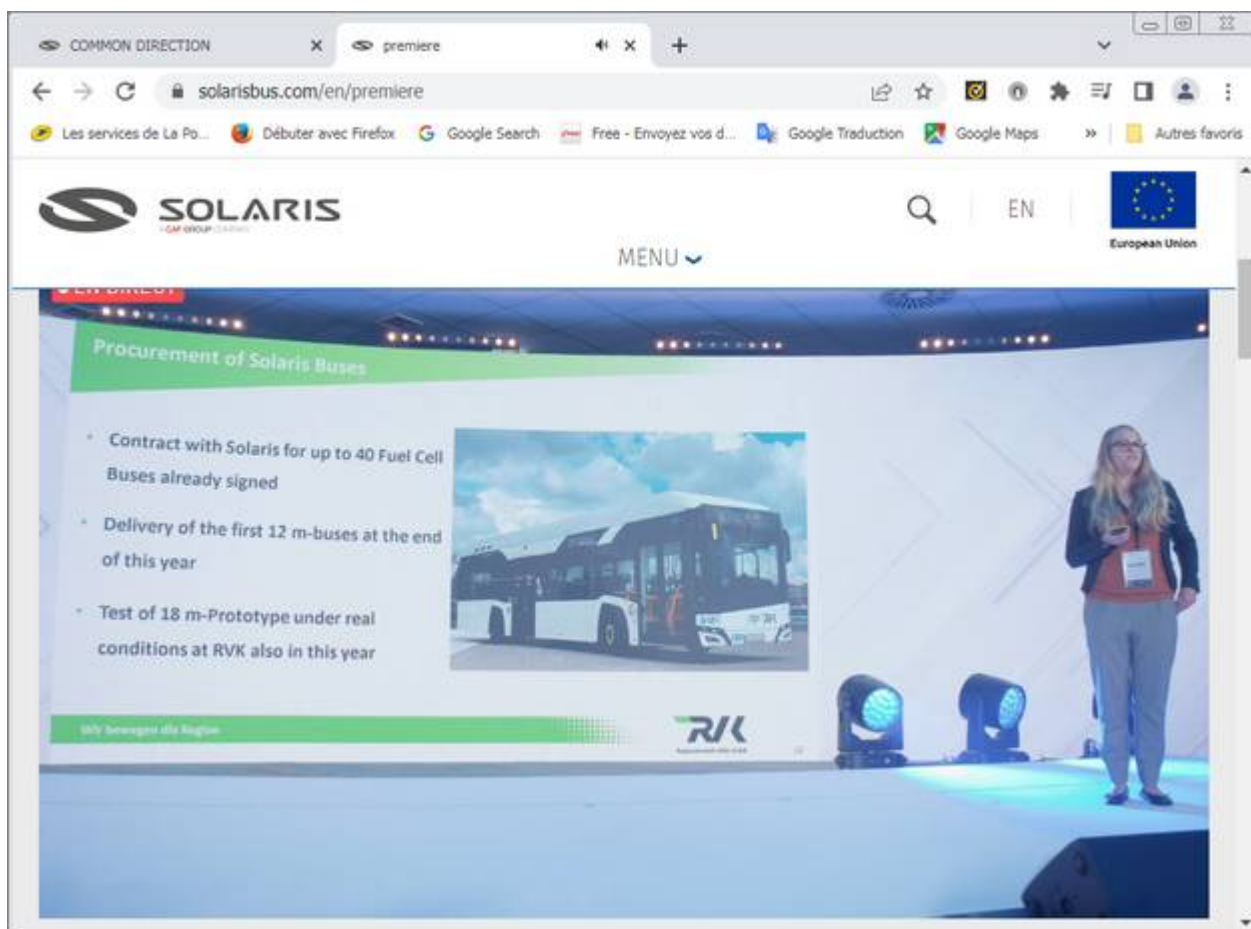 COMMON DIRECTION
premiere
solarisbus.com/en/premiere
Les services de La Po...
Débuter avec Firefox
Google Search
Free - Envoyez vos d...
Google Traduction
Google Maps
»
Autres favoris
SOLARIS
EN
European Union
MENU
EN DIRECT
Procurement of Solaris Buses
• Contract with Solaris for up to 40 Fuel Cell
Buses already signed
• Delivery of the first 12 m-buses at the end
of this year
• Test of 18 m-Prototype under real
conditions at RVK also in this year
Wir bewegen die Region
RVK